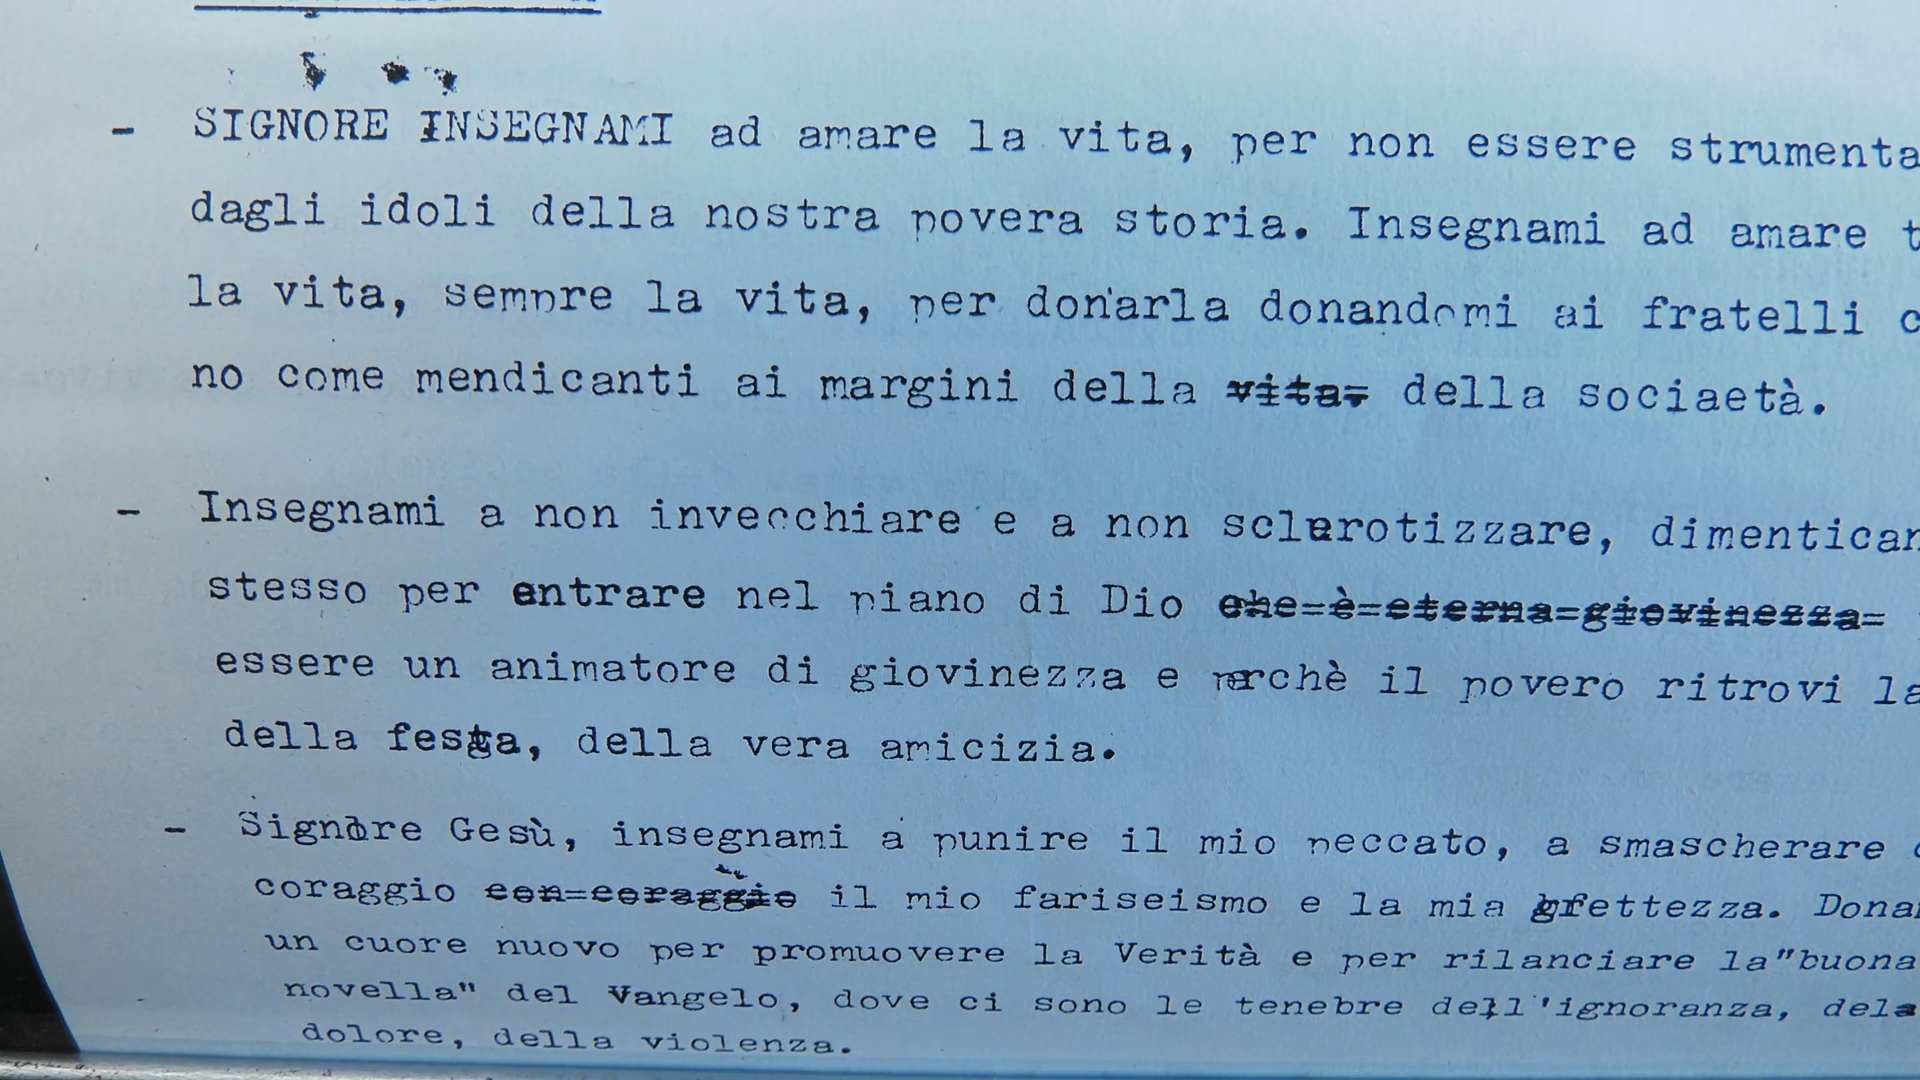 - SIGNORE INSEGNAMI ad amare la vita, per non essere strumenta
dagli idoli della nostra povera storia. Insegnami ad amare t
la vita, sempre la vita, per donarla donandomi ai fratelli c
no come mendicanti ai margini della vita della sociaetà.
- Insegnami a non invecchiare e a non sclerotizzare, dimentican
stesso per entrare nel piano di Dio che è eterna giovinezza
essere un animatore di giovinezza e perchè il povero ritrovi la
della festa, della vera amicizia.
- Signore Gesù, insegnami a punire il mio peccato, a smascherare c
coraggio con coraggio il mio fariseismo e la mia grettezza. Dona
un cuore nuovo per promuovere la Verità e per rilanciare la"buona
novella" del Vangelo, dove ci sono le tenebre dell'ignoranza, del
dolore, della violenza.